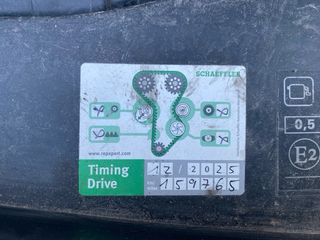 SCHAEFFLER
www.repxpert.com
Timing
Drive
12/2025
159765
0,5
E2